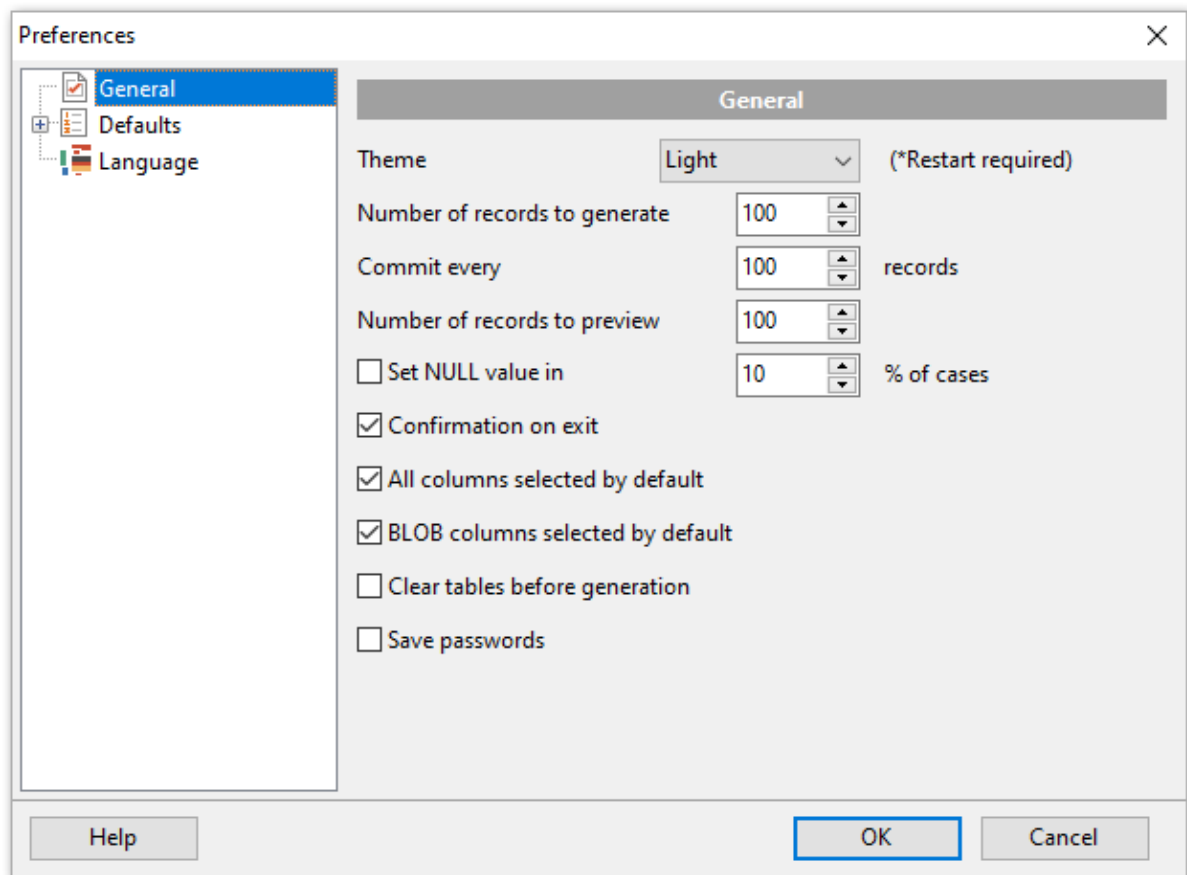 Preferences
General
Defaults
Language
General
Theme Light (*Restart required)
Number of records to generate 100
Commit every 100 records
Number of records to preview 100
Set NULL value in 10 % of cases
Confirmation on exit
All columns selected by default
BLOB columns selected by default
Clear tables before generation
Save passwords
Help OK Cancel